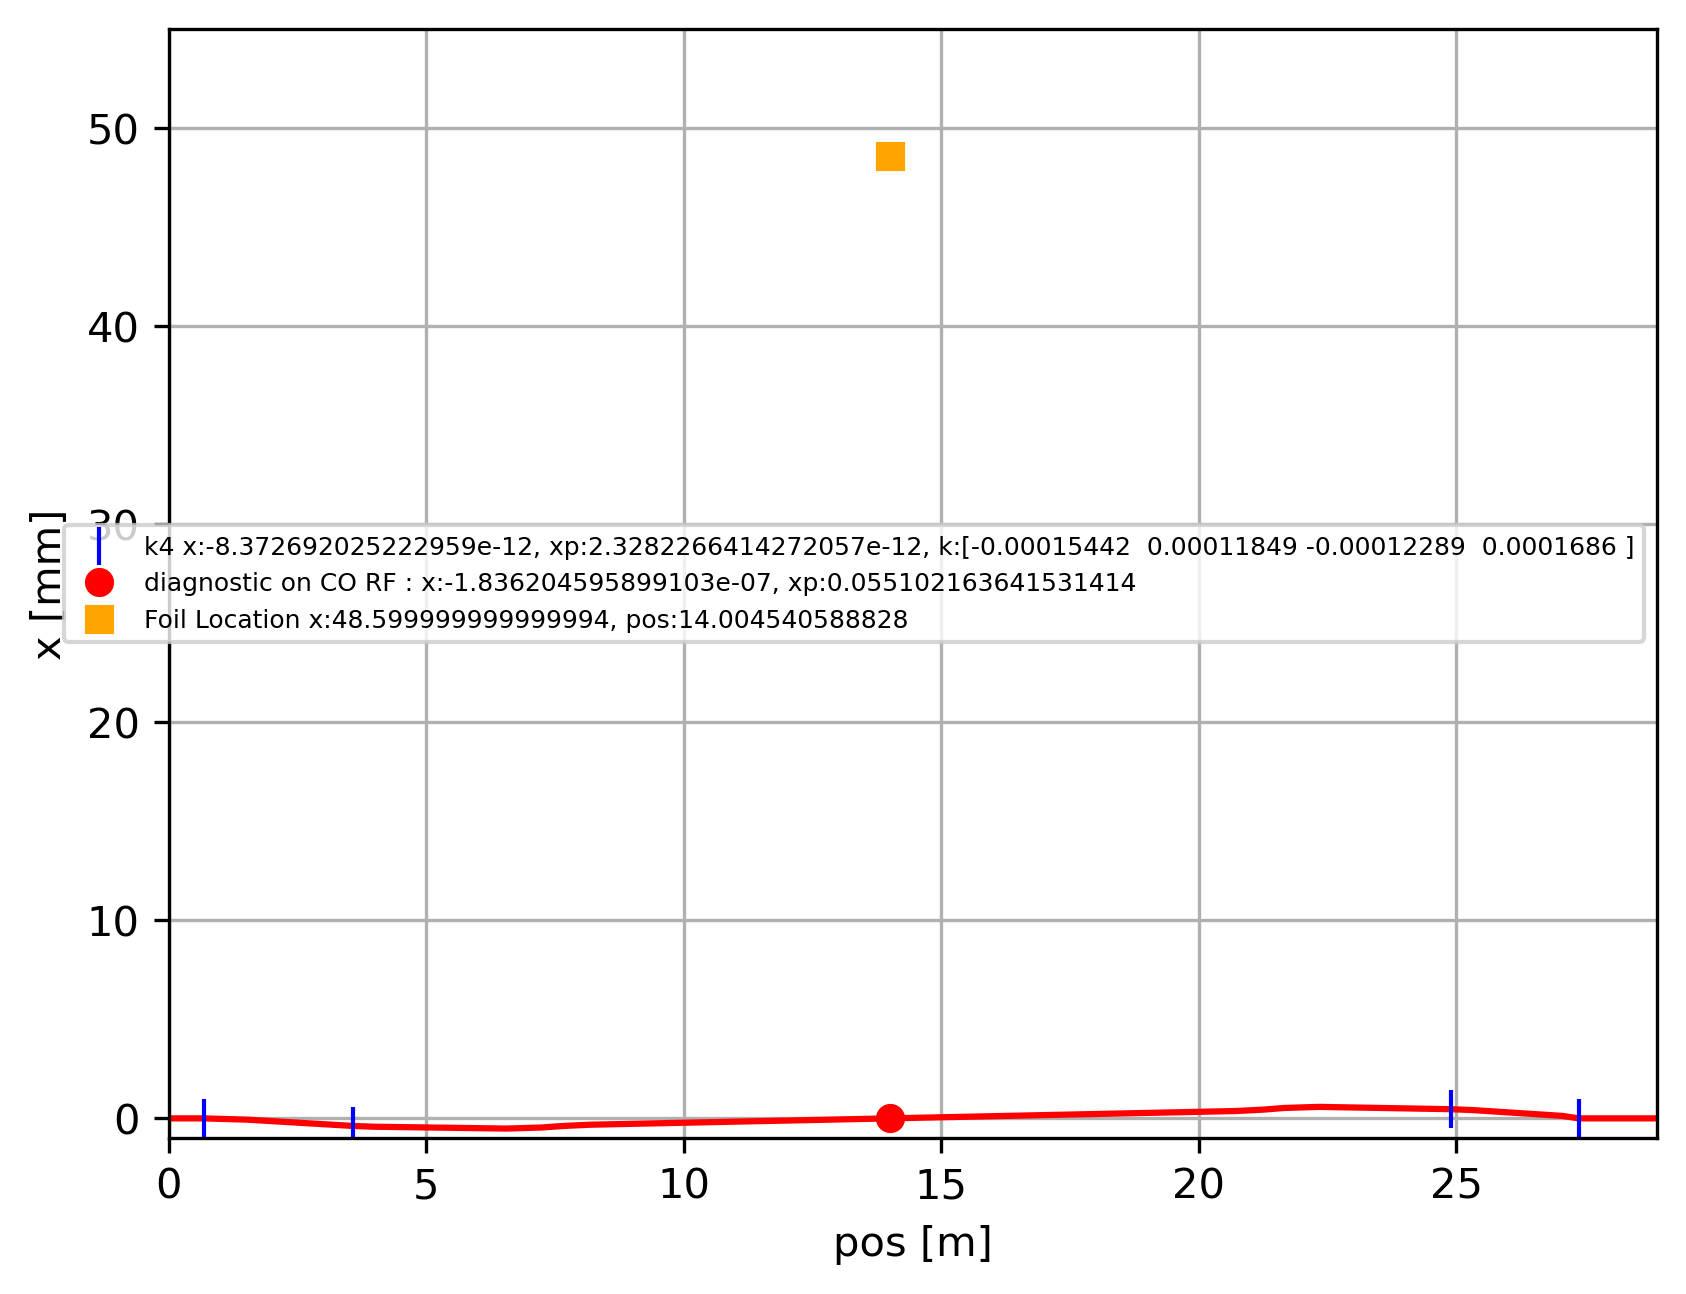 50
40
30
20
10
0
x [mm]
k4 x:-8.372692025222959e-12, xp:2.3282266414272057e-12, k:[-0.00015442  0.00011849 -0.00012289  0.0001686 ]
diagnostic on CO RF : x:-1.836204595899103e-07, xp:0.055102163641531414
Foil Location x:48.599999999999994, pos:14.004540588828
0 5 10 15 20 25
pos [m]